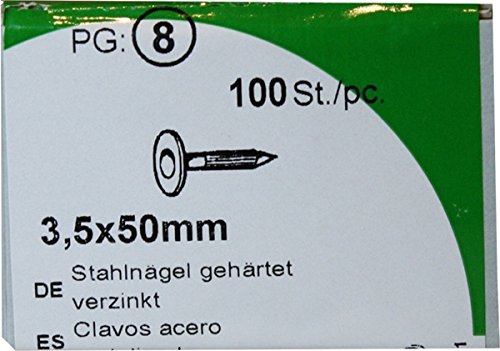 PG: 8
100 St./pc.
3,5x50mm
DE Stahlnägel gehärtet
verzinkt
ES Clavos acero